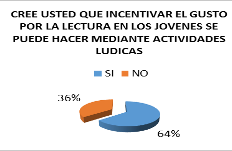 CREE USTED QUE INCENTIVAR EL GUSTO
POR LA LECTURA EN LOS JOVENES SE
PUEDE HACER MEDIANTE ACTIVIDADES
LUDICAS
SI NO
36%
64%